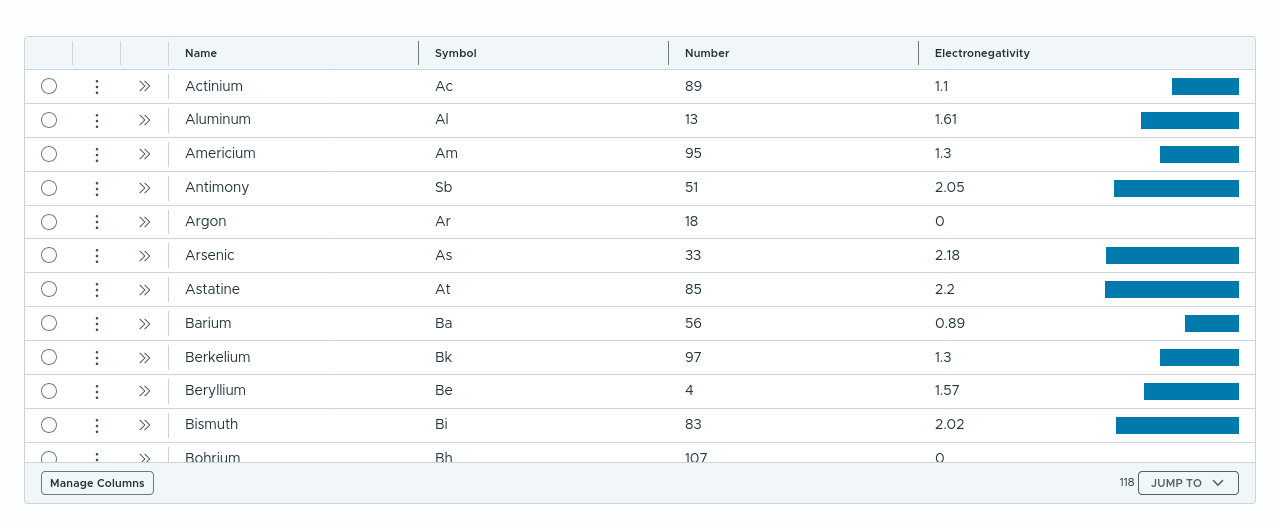 Name Symbol Number Electronegativity
Actinium Ac 89 1.1
Aluminum Al 13 1.61
Americium Am 95 1.3
Antimony Sb 51 2.05
Argon Ar 18 0
Arsenic As 33 2.18
Astatine At 85 2.2
Barium Ba 56 0.89
Berkelium Bk 97 1.3
Beryllium Be 4 1.57
Bismuth Bi 83 2.02
Bohrium Bh 107 0
Manage Columns 118 JUMP TO